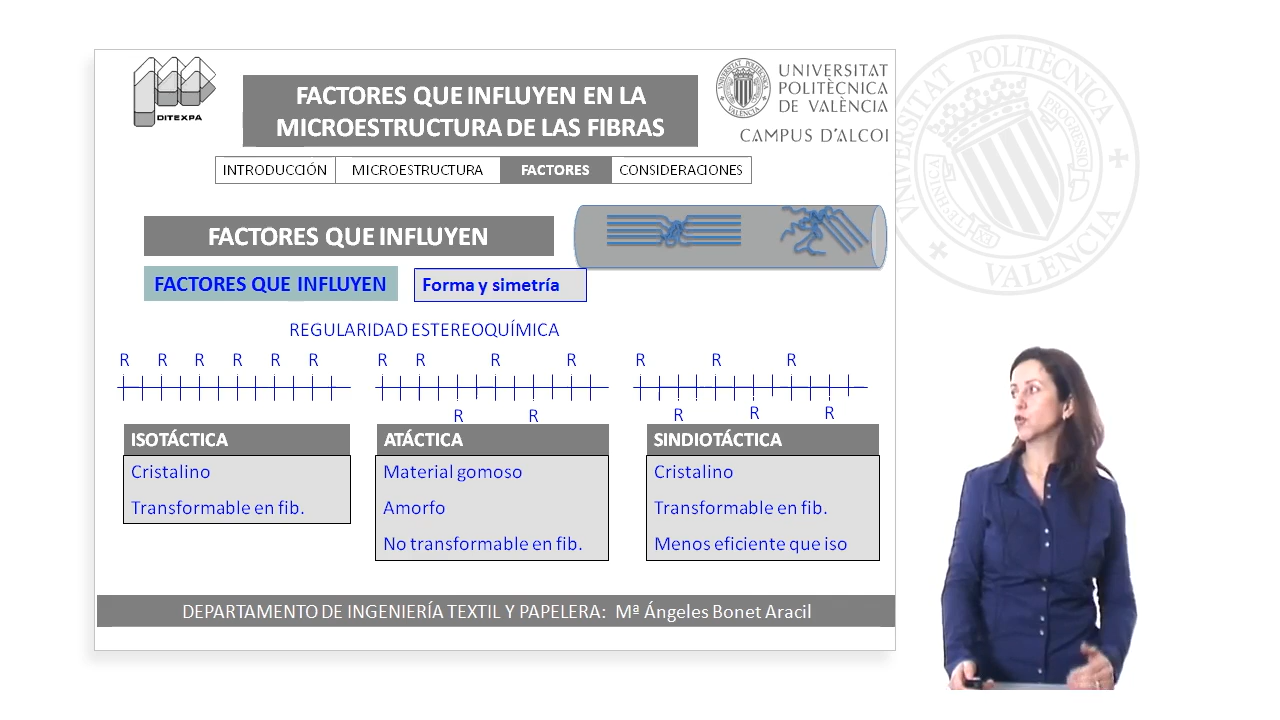 DITEXPA
FACTORES QUE INFLUYEN EN LA
MICROESTRUCTURA DE LAS FIBRAS
UNIVERSITAT
POLITÈCNICA
DE VALÈNCIA
CAMPUS D'ALCOI
INTRODUCCIÓN MICROESTRUCTURA FACTORES CONSIDERACIONES
FACTORES QUE INFLUYEN
FACTORES QUE INFLUYEN Forma y simetría
REGULARIDAD ESTEREOQUÍMICA
R R R R R R R R R R R R R
R R R R R
ISOTÁCTICA
Cristalino
Transformable en fib.
ATÁCTICA
Material gomoso
Amorfo
No transformable en fib.
SINDIOTÁCTICA
Cristalino
Transformable en fib.
Menos eficiente que iso
DEPARTAMENTO DE INGENIERÍA TEXTIL Y PAPELERA: Mª Ángeles Bonet Aracil